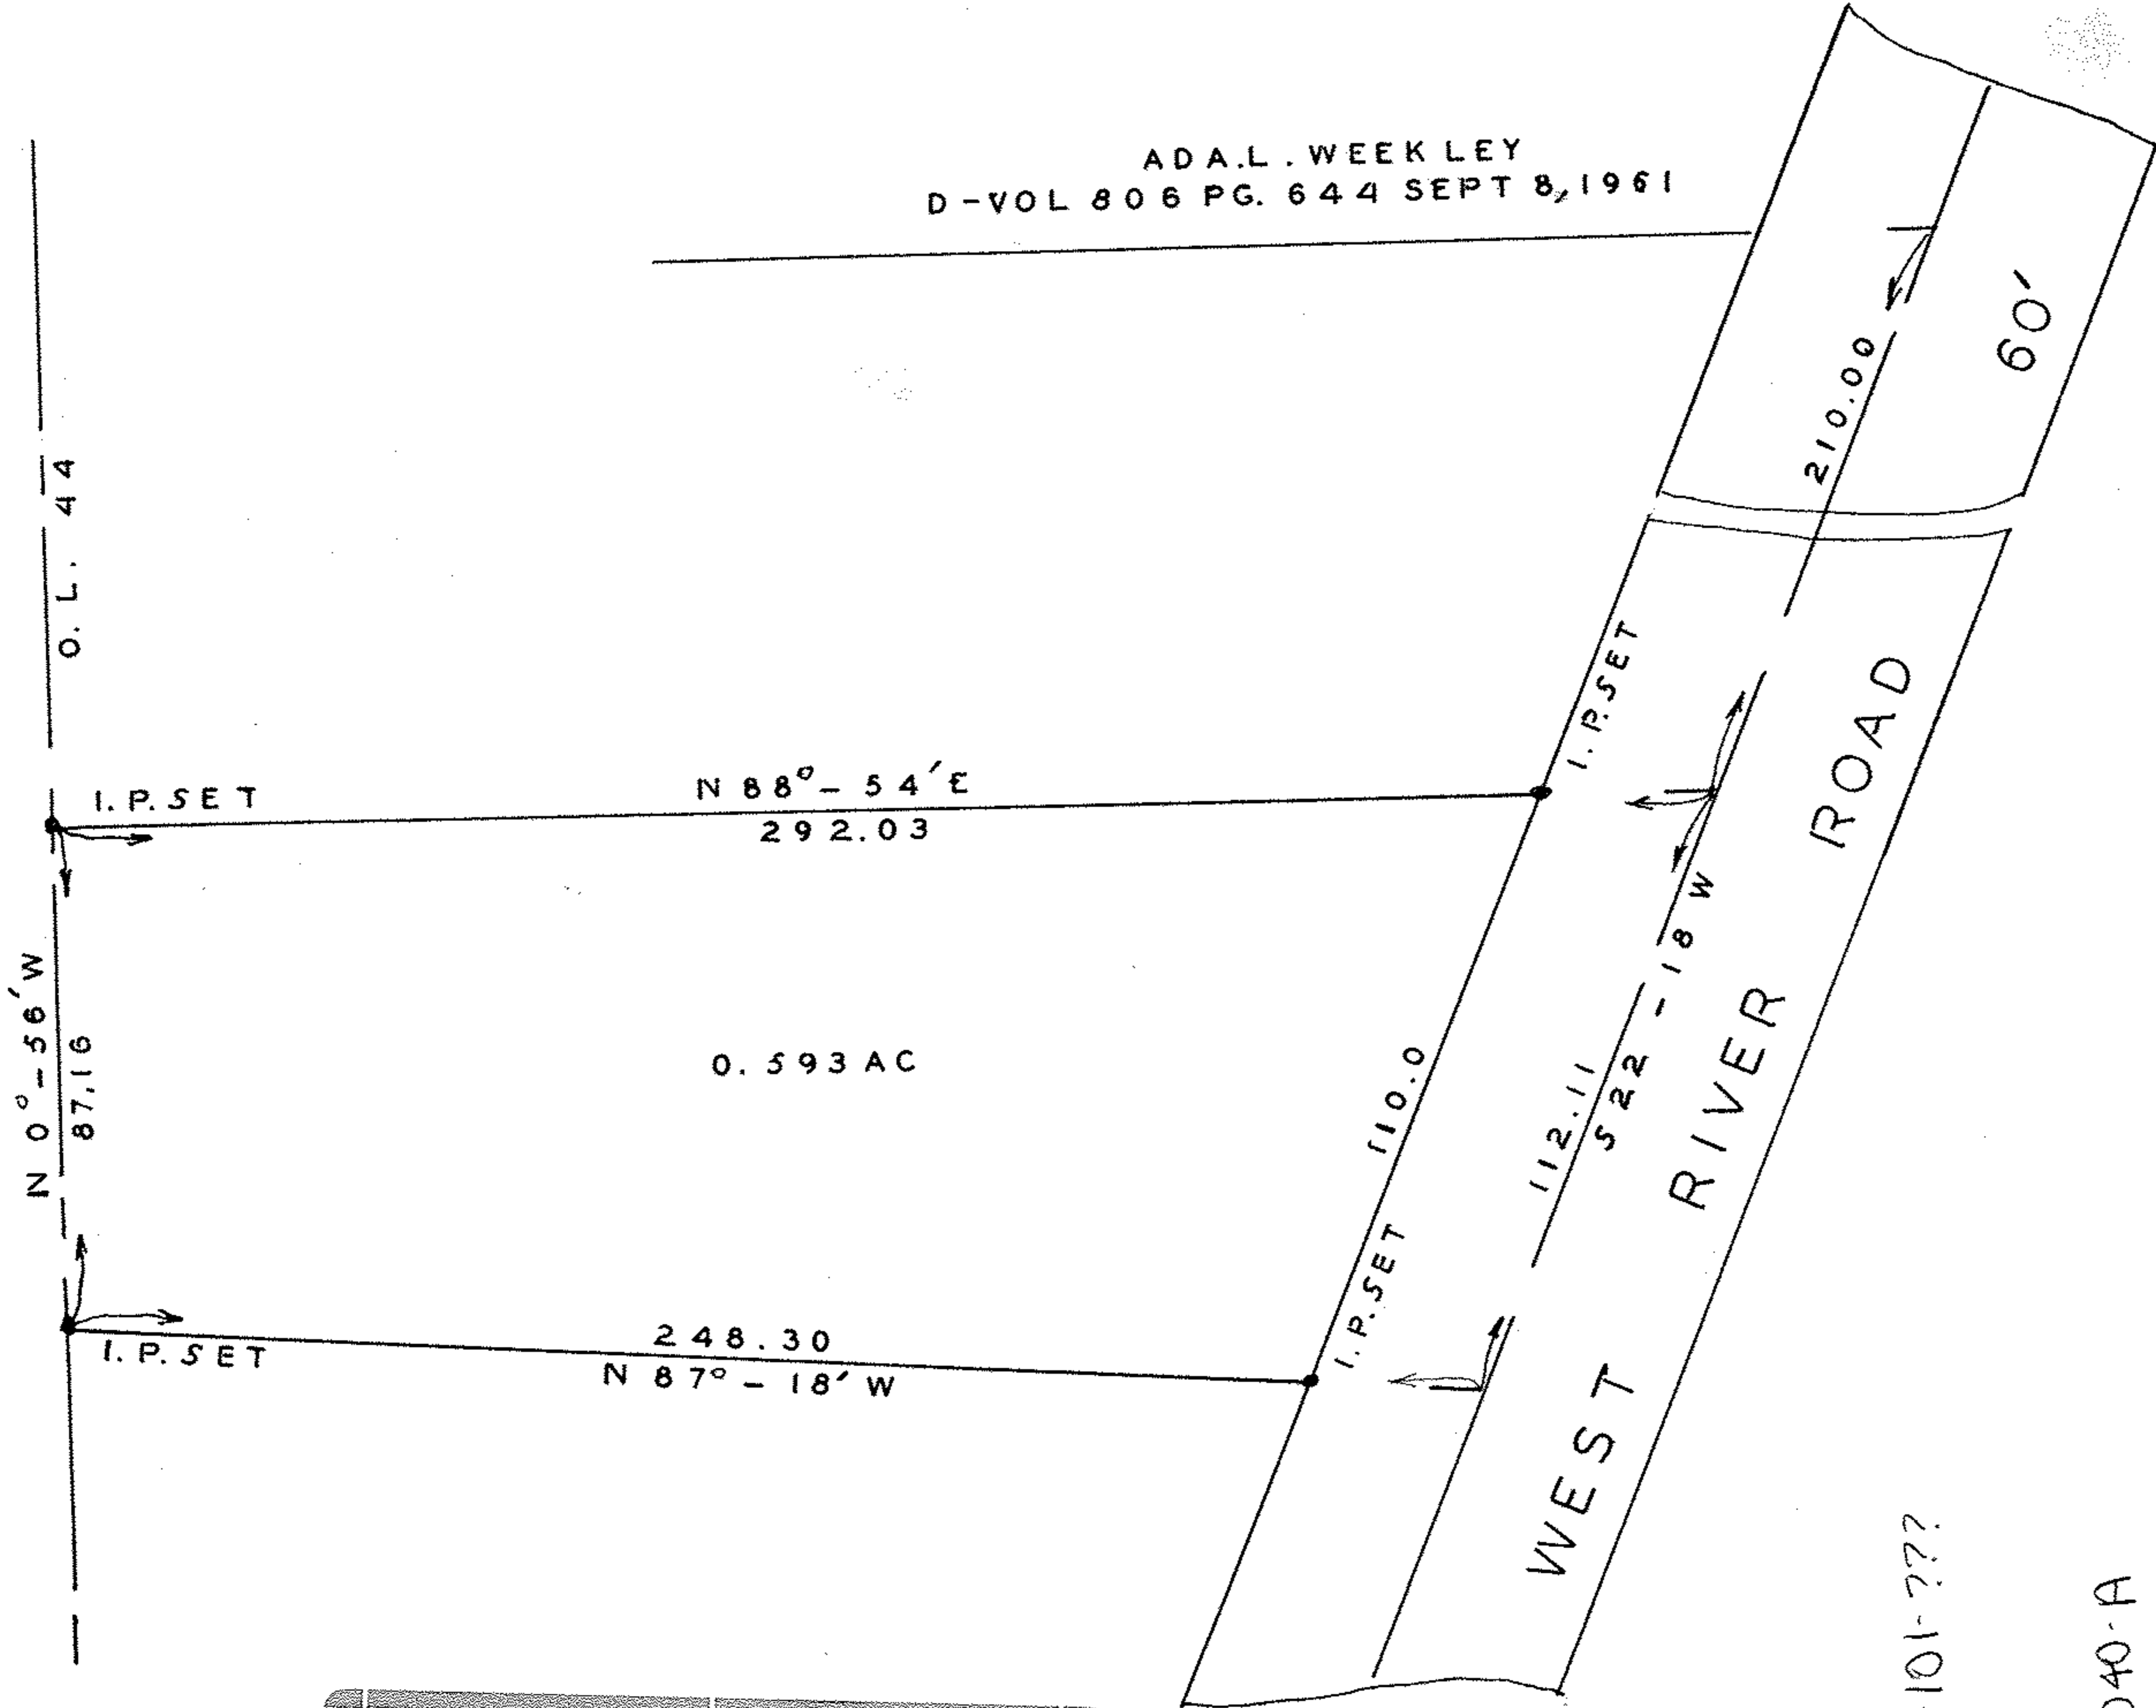 ADA.L. WEEKLEY
D-VOL 806 PG. 644 SEPT 8, 1961
60'
210.00
O. L. 44
I.P. SET
I.P. SET
N 88° - 54' E
292.03
ROAD
S 22 - 18 W
112.11
N 0° - 56' W
87.16
0.593 AC
110.0
RIVER
I.P. SET
I.P. SET
248.30
N 87° - 18' W
WEST
101-???
040-A